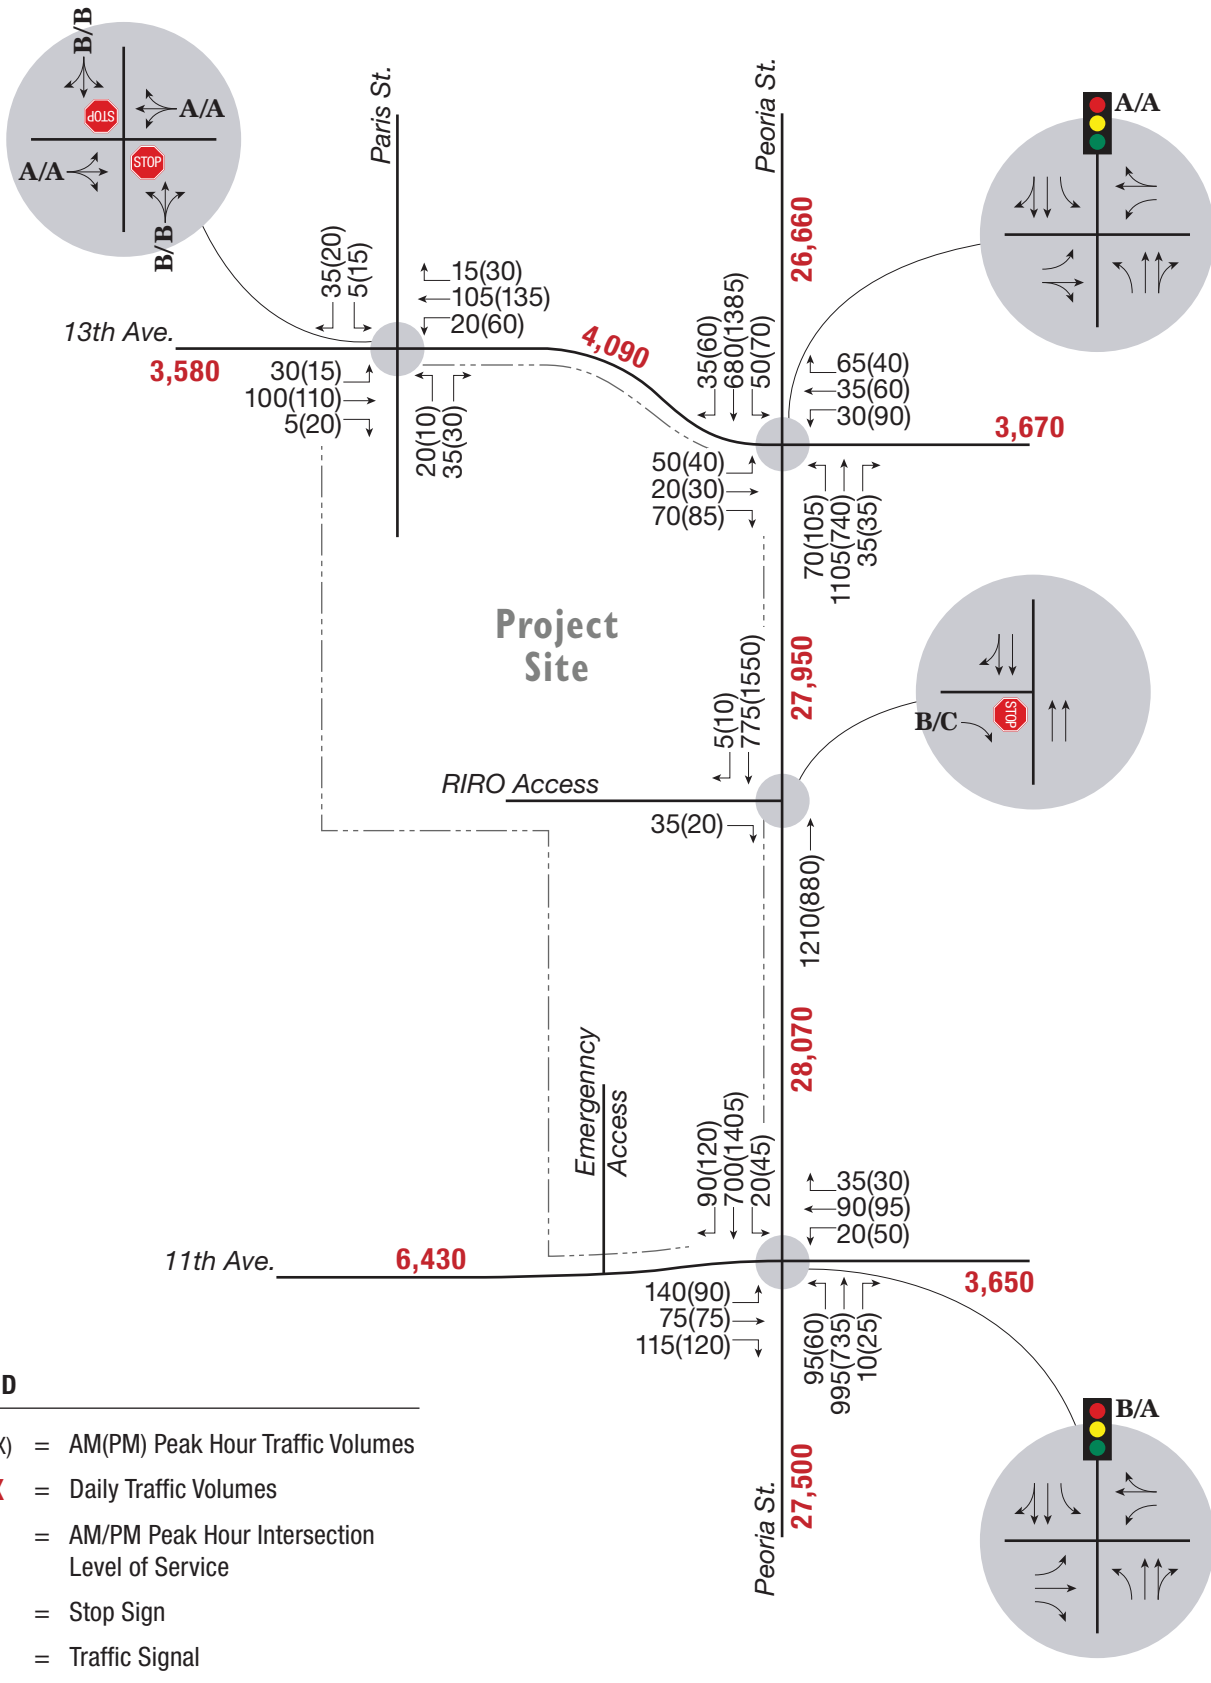 B/B
A/A
STOP
A/A
STOP
B/B
Paris St.
Peoria St.
A/A
26,660
35(20)
5(15)
15(30)
105(135)
20(60)
13th Ave.
3,580
4,090
30(15)
100(110)
5(20)
20(10)
35(30)
35(60)
680(1385)
50(70)
65(40)
35(60)
30(90)
3,670
50(40)
20(30)
70(85)
70(105)
1105(740)
35(35)
Project
Site
27,950
5(10)
775(1550)
B/C
STOP
RIRO Access
35(20)
1210(880)
28,070
Emergenncy
Access
90(120)
700(1405)
20(45)
35(30)
90(95)
20(50)
11th Ave.
6,430
3,650
140(90)
75(75)
115(120)
95(60)
995(735)
10(25)
B/A
27,500
Peoria St.
D
X) = AM(PM) Peak Hour Traffic Volumes
X = Daily Traffic Volumes
= AM/PM Peak Hour Intersection
Level of Service
= Stop Sign
= Traffic Signal